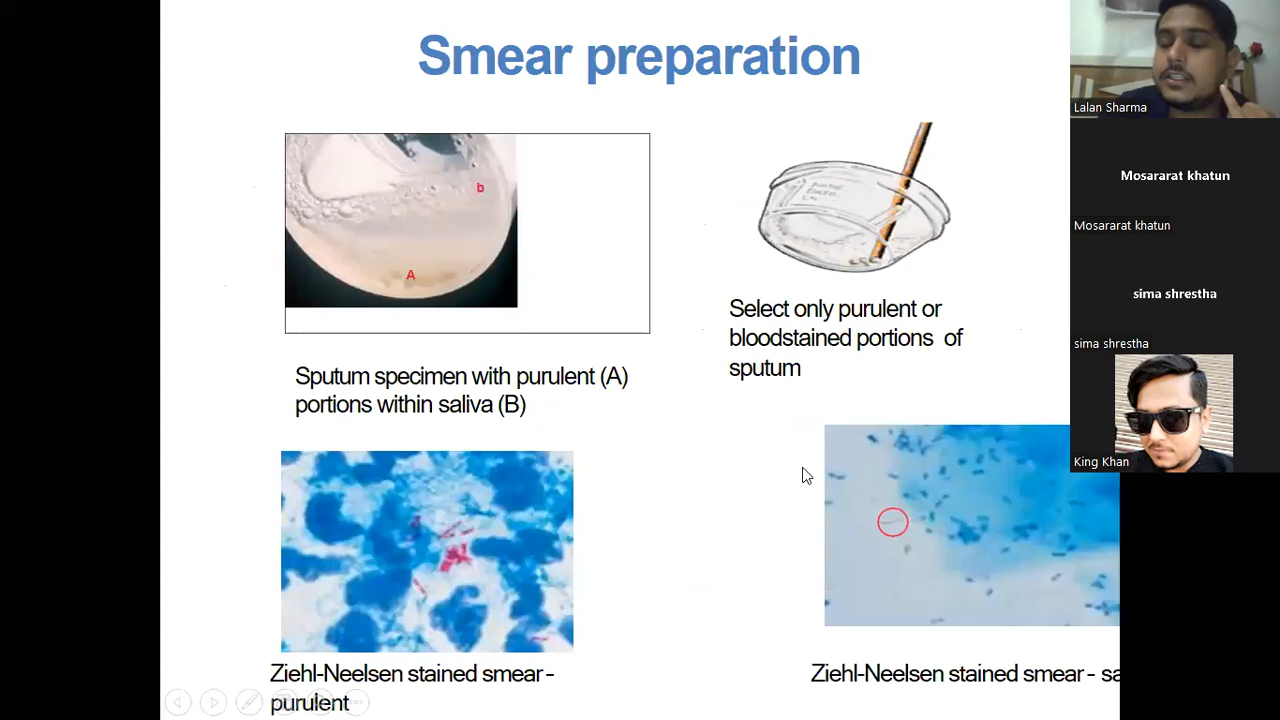 Smear preparation
b
A
Sputum specimen with purulent (A)
portions within saliva (B)
Select only purulent or
bloodstained portions of
sputum
Ziehl-Neelsen stained smear -
purulent
Ziehl-Neelsen stained smear - sa
Lalan Sharma
Mosararat khatun
Mosararat khatun
sima shrestha
sima shrestha
King Khan